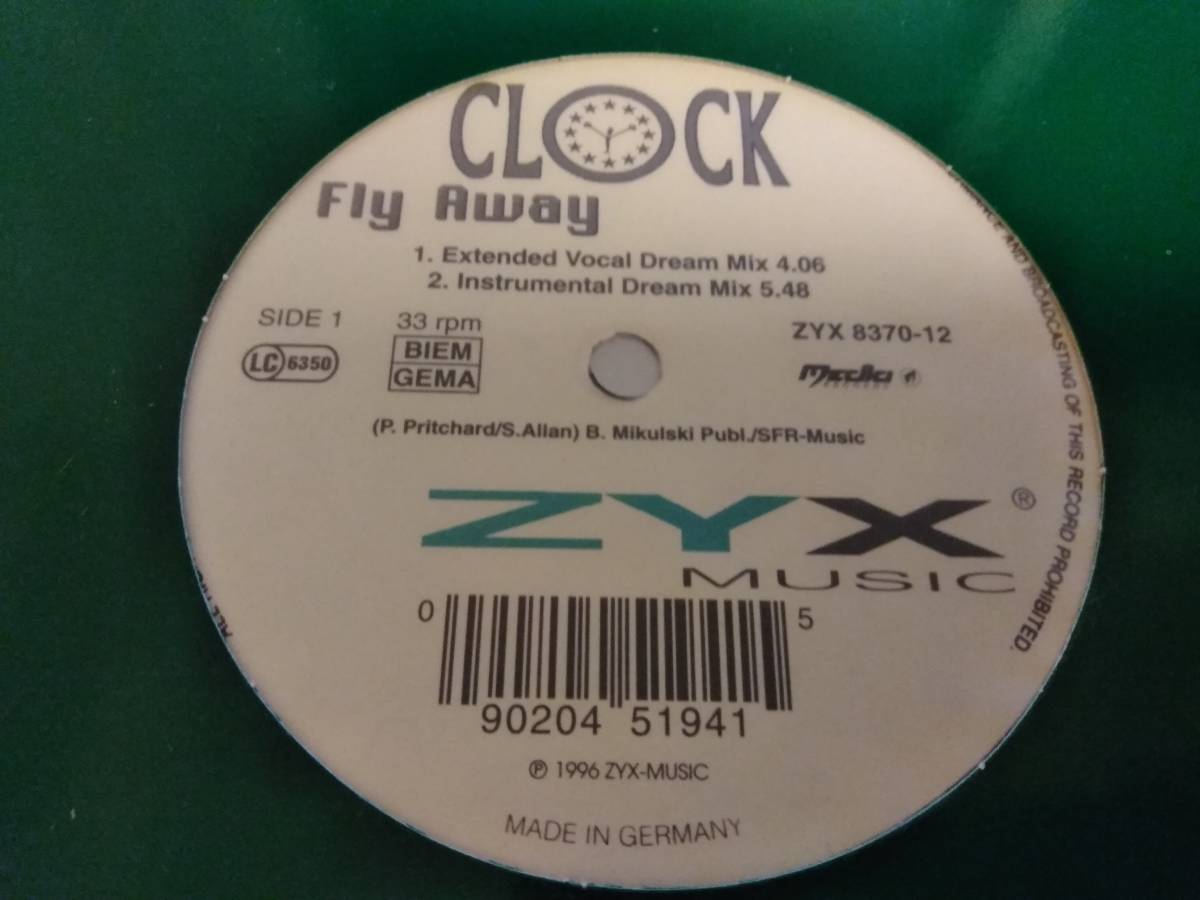 CLOCK
Fly Away
1. Extended Vocal Dream Mix 4.06
2. Instrumental Dream Mix 5.48
SIDE 1
33 rpm
ZYX 8370-12
LC 6350
BIEM
GEMA
Media
(P. Pritchard/S.Allan) B. Mikulski Publ./SFR-Music
ZYX ®
MUSIC
0 5
90204 51941
℗ 1996 ZYX-MUSIC
MADE IN GERMANY
AND BROADCASTING OF THIS RECORD PROHIBITED.